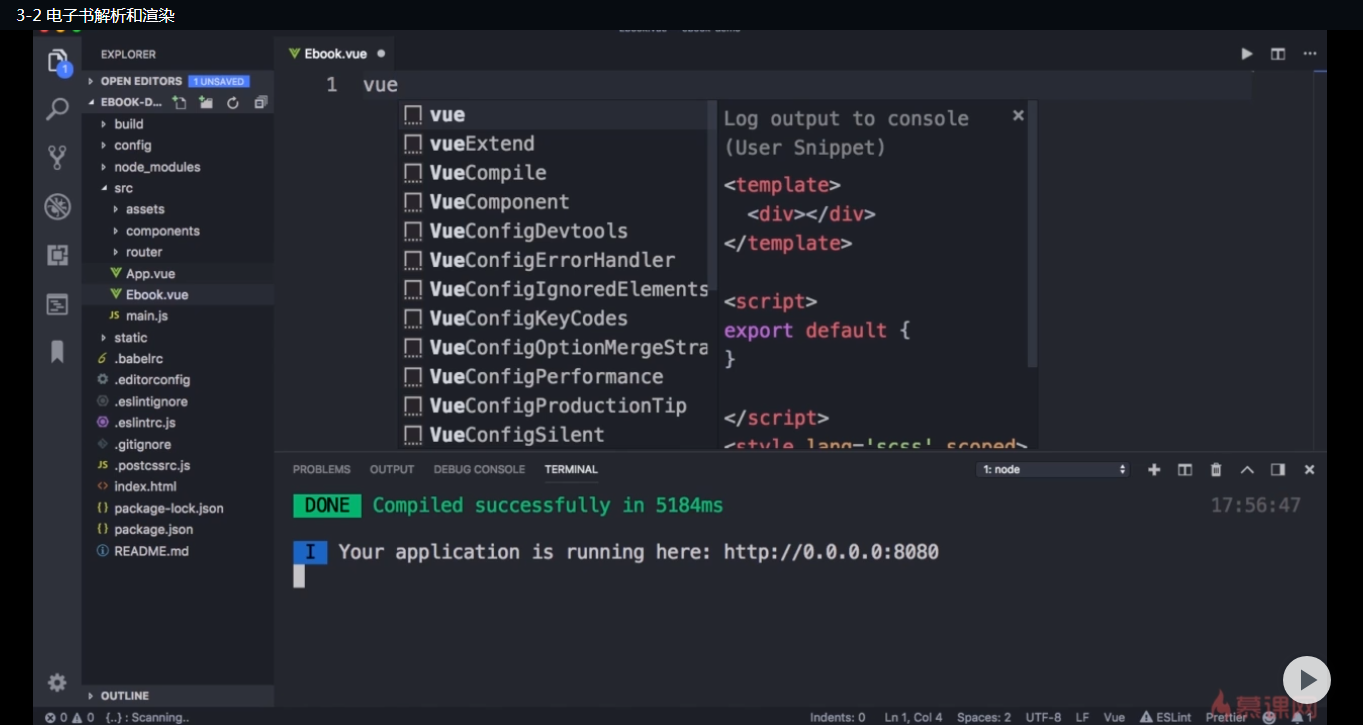 3-2 电子书解析和渲染
EXPLORER
OPEN EDITORS 1 UNSAVED
EBOOK-D...
build
config
node_modules
src
assets
components
router
App.vue
Ebook.vue
JS main.js
static
.babelrc
.editorconfig
.eslintignore
.eslintrc.js
.gitignore
JS .postcssrc.js
index.html
package-lock.json
package.json
README.md
OUTLINE
1
Ebook.vue
1 vue
vue
vueExtend
VueCompile
VueComponent
VueConfigDevtools
VueConfigErrorHandler
VueConfigIgnoredElements
VueConfigKeyCodes
VueConfigOptionMergeStra
VueConfigPerformance
VueConfigProductionTip
VueConfigSilent
Log output to console
(User Snippet)
<template>
<div></div>
</template>
<script>
export default {
}
</script>
<style lang='scss' scoped>
PROBLEMS OUTPUT DEBUG CONSOLE TERMINAL 1: node
DONE Compiled successfully in 5184ms 17:56:47
I Your application is running here: http://0.0.0.0:8080
慕课网
0 0 {..} : Scanning.. Indents: 0 Ln 1, Col 4 Spaces: 2 UTF-8 LF Vue ESLint Prettier 1